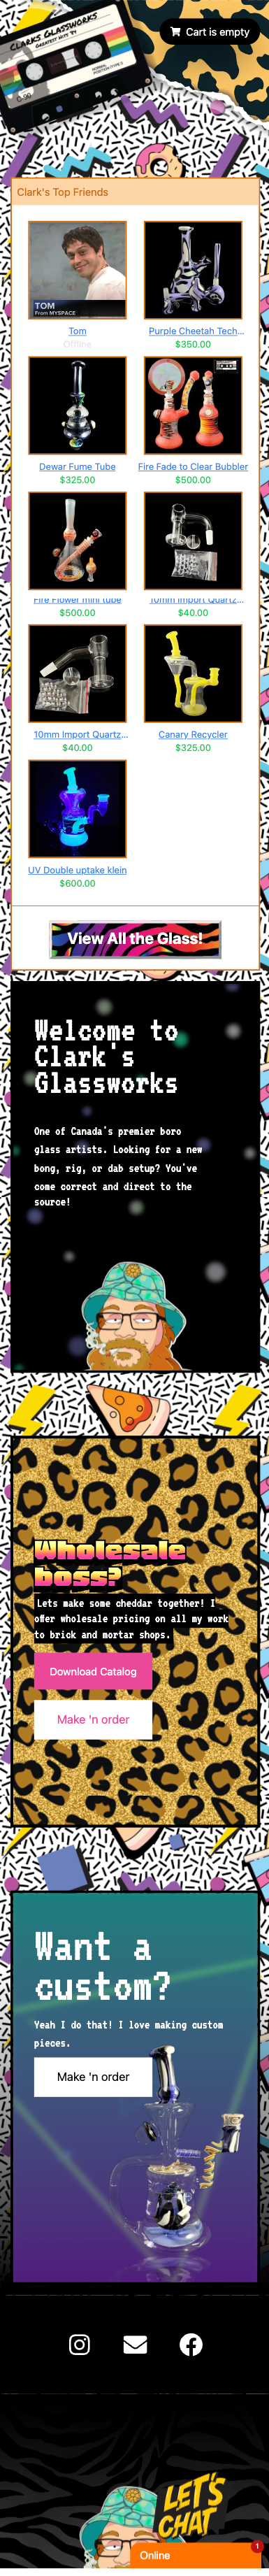 CLARKS GLASSWORKS
GREATEST HITS '94
Cart is empty
Clark's Top Friends
TOM
From MYSPACE
Tom
Offline
Purple Cheetah Tech...
$350.00
Dewar Fume Tube
$325.00
Fire Fade to Clear Bubbler
$500.00
Fire Flower mini tube
$500.00
10mm Import Quartz...
$40.00
10mm Import Quartz...
$40.00
Canary Recycler
$325.00
UV Double uptake klein
$600.00
View All the Glass!
Welcome to
Clark's
Glassworks
One of Canada's premier boro
glass artists. Looking for a new
bong, rig, or dab setup? You've
come correct and direct to the
source!
Wholesale
boss?
Lets make some cheddar together! I
offer wholesale pricing on all my work
to brick and mortar shops.
Download Catalog
Make 'n order
Want a
custom?
Yeah I do that! I love making custom
pieces.
Make 'n order
LET'S
CHAT
1
Online